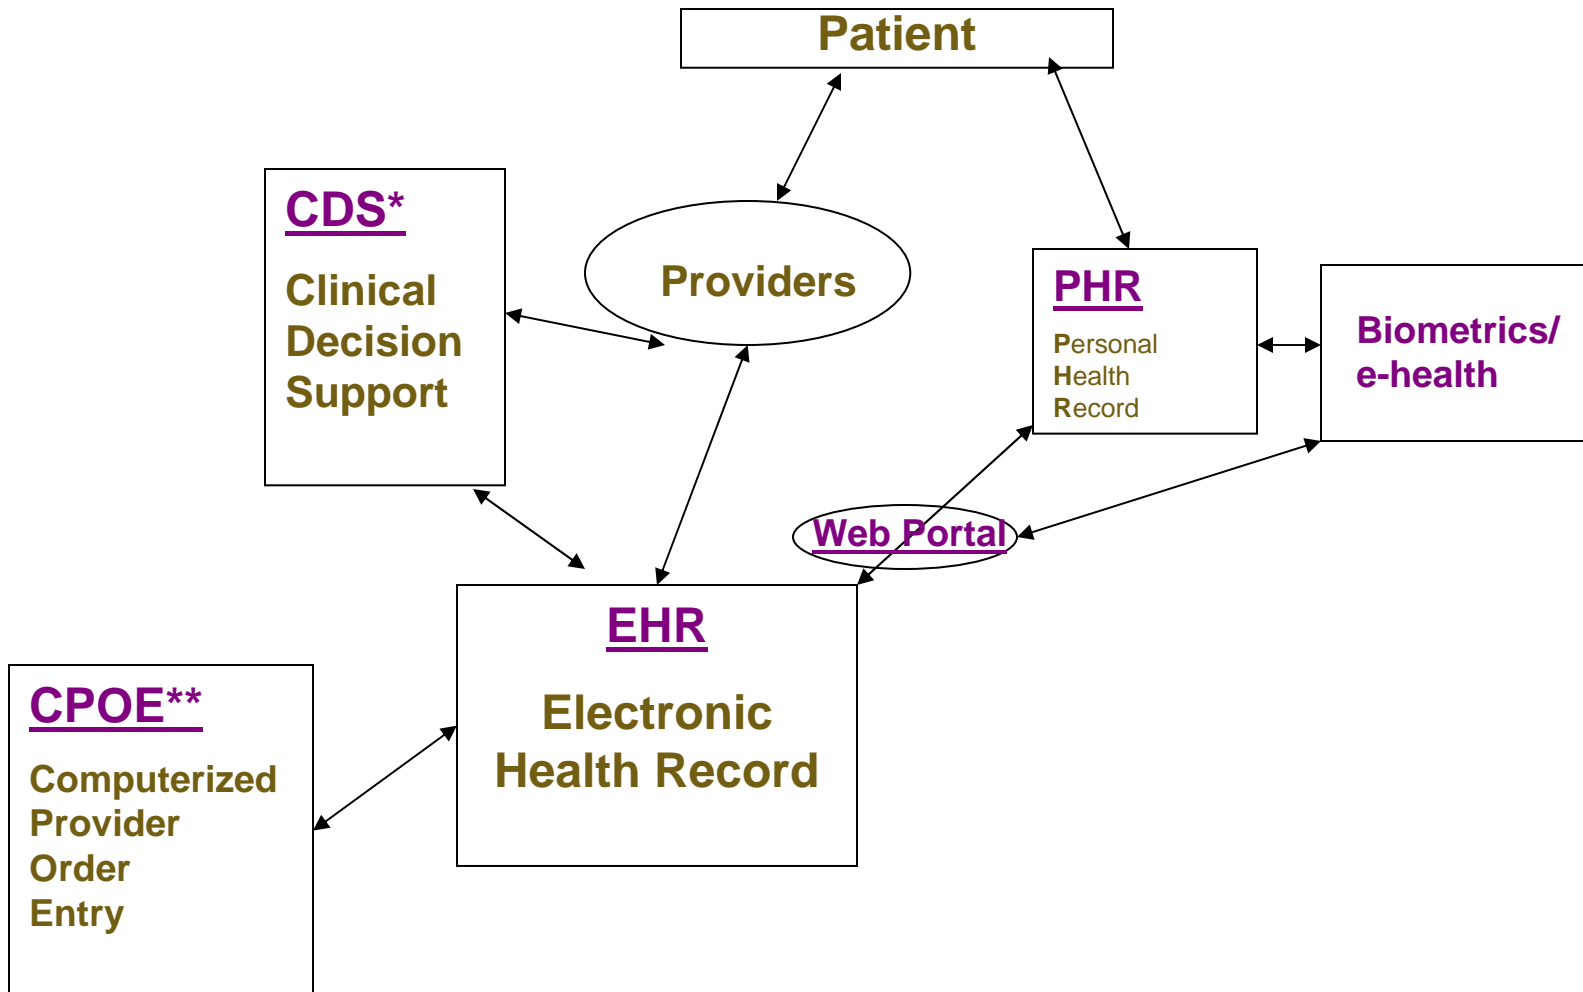 Patient
CDS*
Clinical
Decision
Support
Providers
PHR
Personal
Health
Record
Biometrics/
e-health
Web Portal
EHR
Electronic
Health Record
CPOE**
Computerized
Provider
Order
Entry